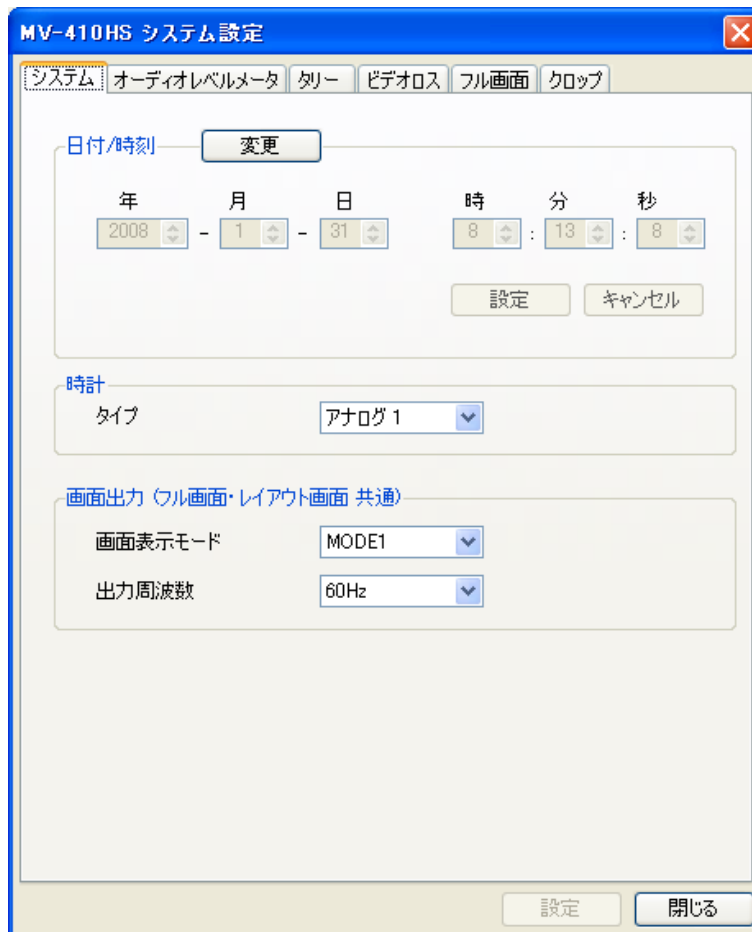 MV-410HS システム設定
システム オーディオレベルメータ タリー ビデオロス フル画面 クロップ
日付/時刻 変更
年 月 日 時 分 秒
2008 - 1 - 31 8 : 13 : 8
設定 キャンセル
時計
タイプ アナログ 1
画面出力 (フル画面・レイアウト画面 共通)
画面表示モード MODE1
出力周波数 60Hz
設定 閉じる